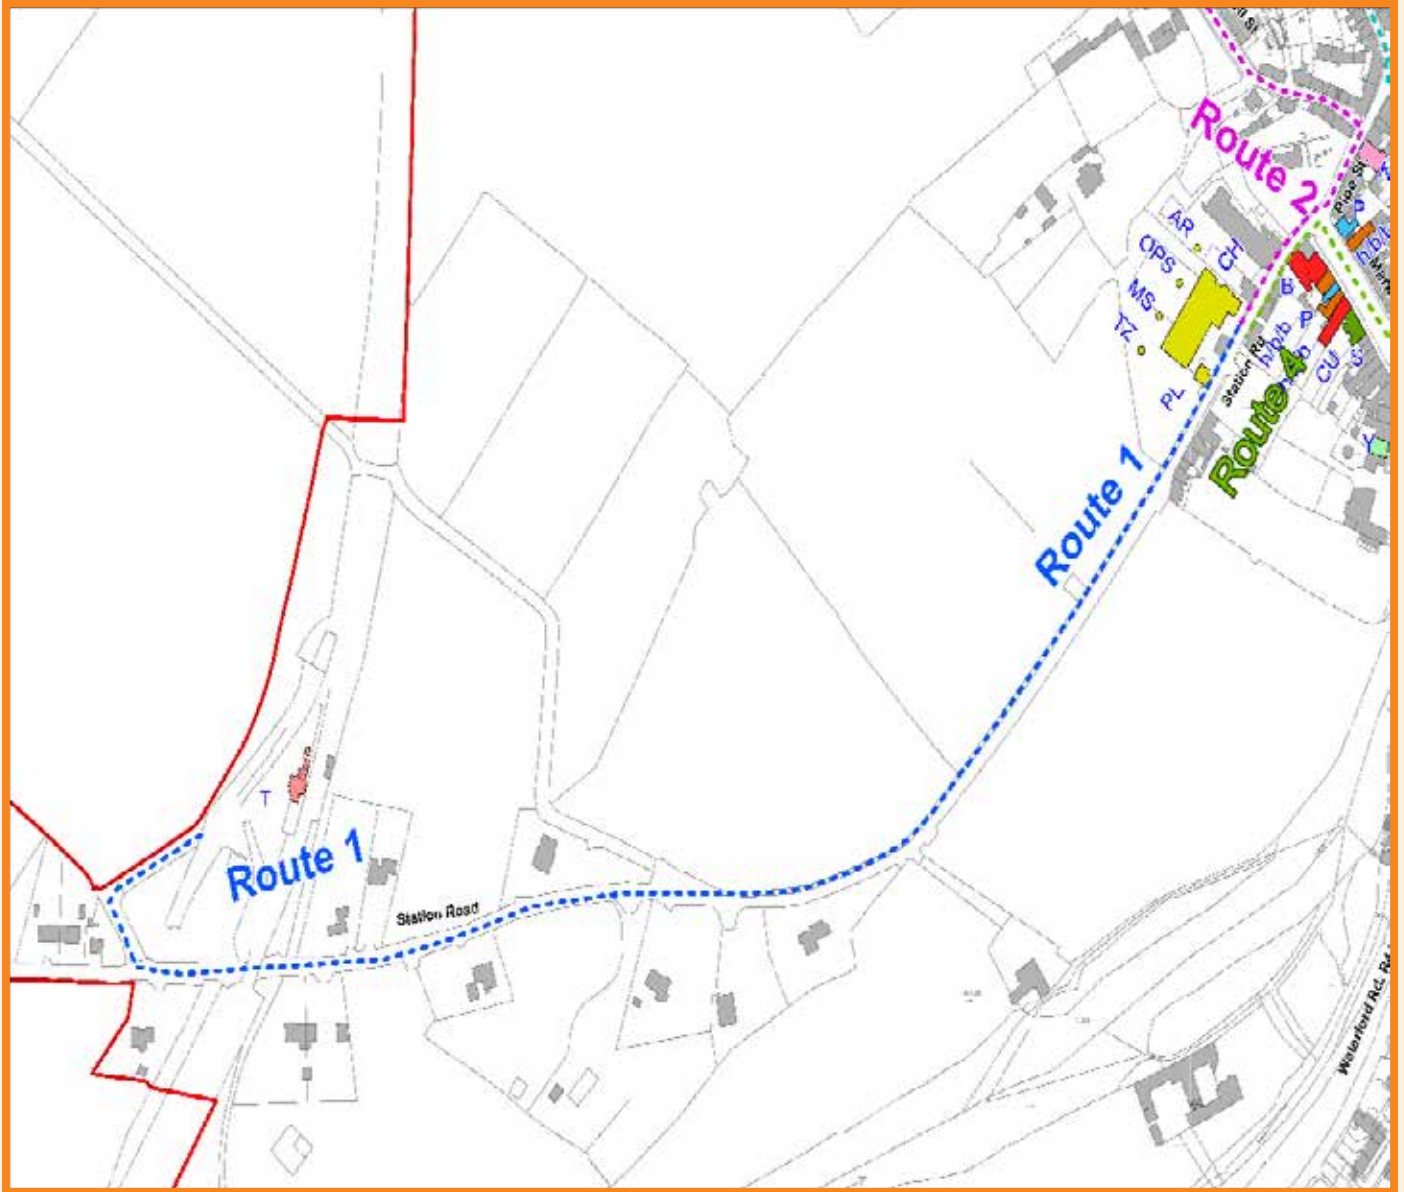 Route 2
Pipe St
K
P
h/b/b
AR
OPS
CH
MS
TZ
B
P
h/b/b
CU
S
PL
Station Rd
Route 4
Y
Route 1
T
Route 1
Station Road
Waterford Rd,